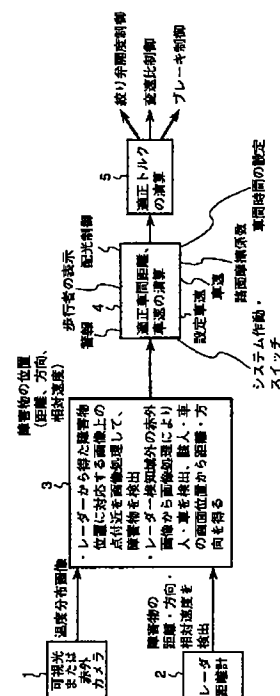 1
可視光
または
赤外
カメラ
温度分布画像
2
レーダ
距離計
障害物の
距離・方向・
相対速度を
検出
3
・レーダーから得た障害物
位置に対応する画像上の
点付近を画像処理して、
障害物を検出
・レーダー検知域外の赤外
画像から画像処理により
人・車を検出、該人・車
の画面位置から距離・方
向を得る
障害物の位置
(距離、方向、
相対速度)
警報
歩行者の表示
配光制御
4
適正車間距離、
車速の演算
システム作動・
スイッチ
設定車速
車速
路面摩擦係数
車間時間の設定
5
適正トルク
の演算
絞り弁開度制御
変速比制御
ブレーキ制御